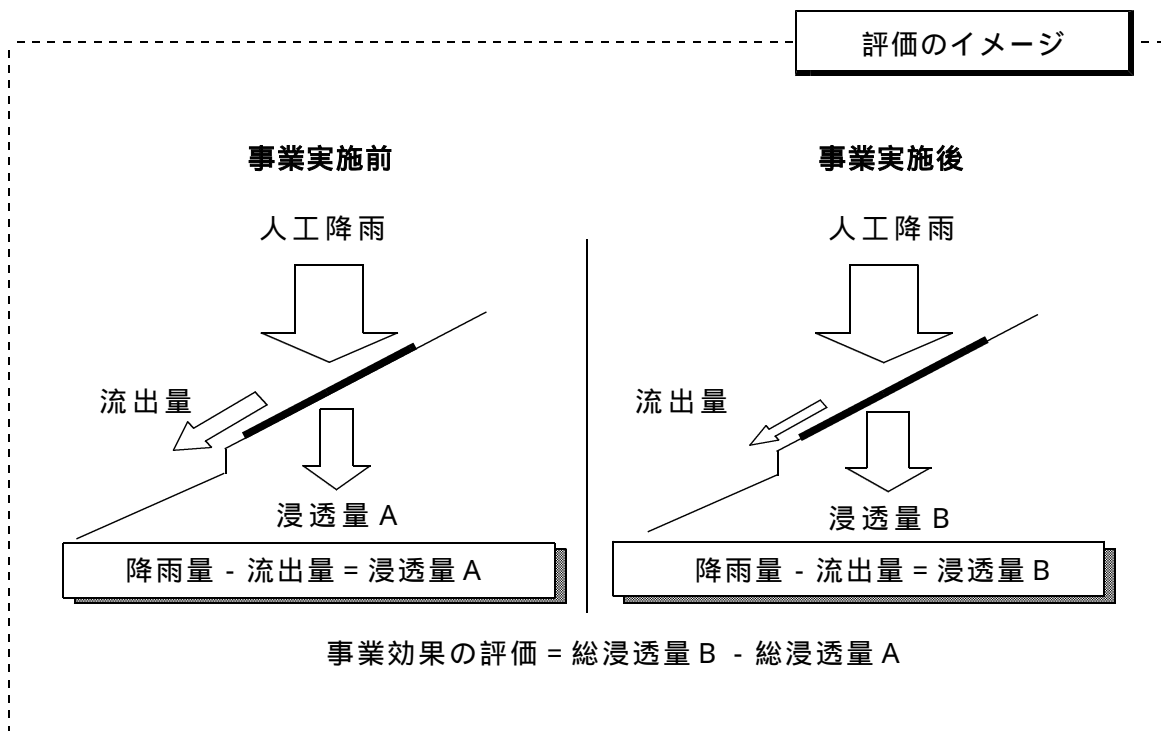 評価のイメージ
事業実施前
人工降雨
流出量
浸透量A
降雨量 - 流出量 = 浸透量A
事業実施後
人工降雨
流出量
浸透量B
降雨量 - 流出量 = 浸透量B
事業効果の評価 = 総浸透量B - 総浸透量A